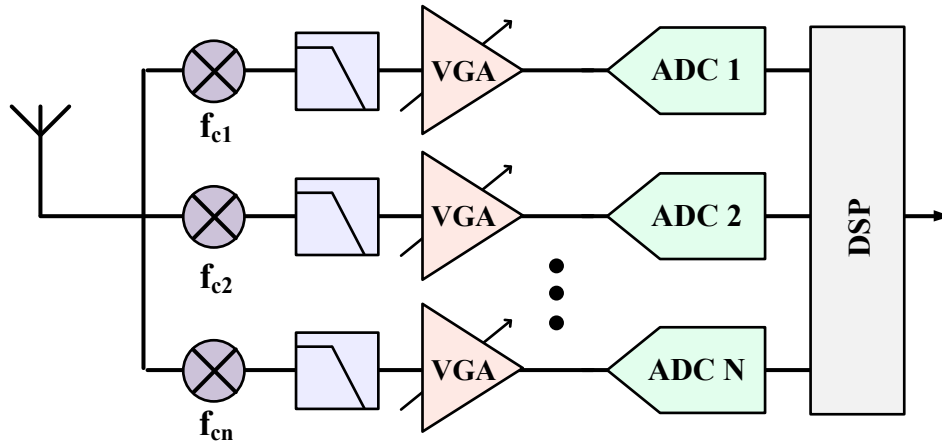 VGA
ADC 1
f_c1
VGA
ADC 2
DSP
f_c2
VGA
ADC N
f_cn